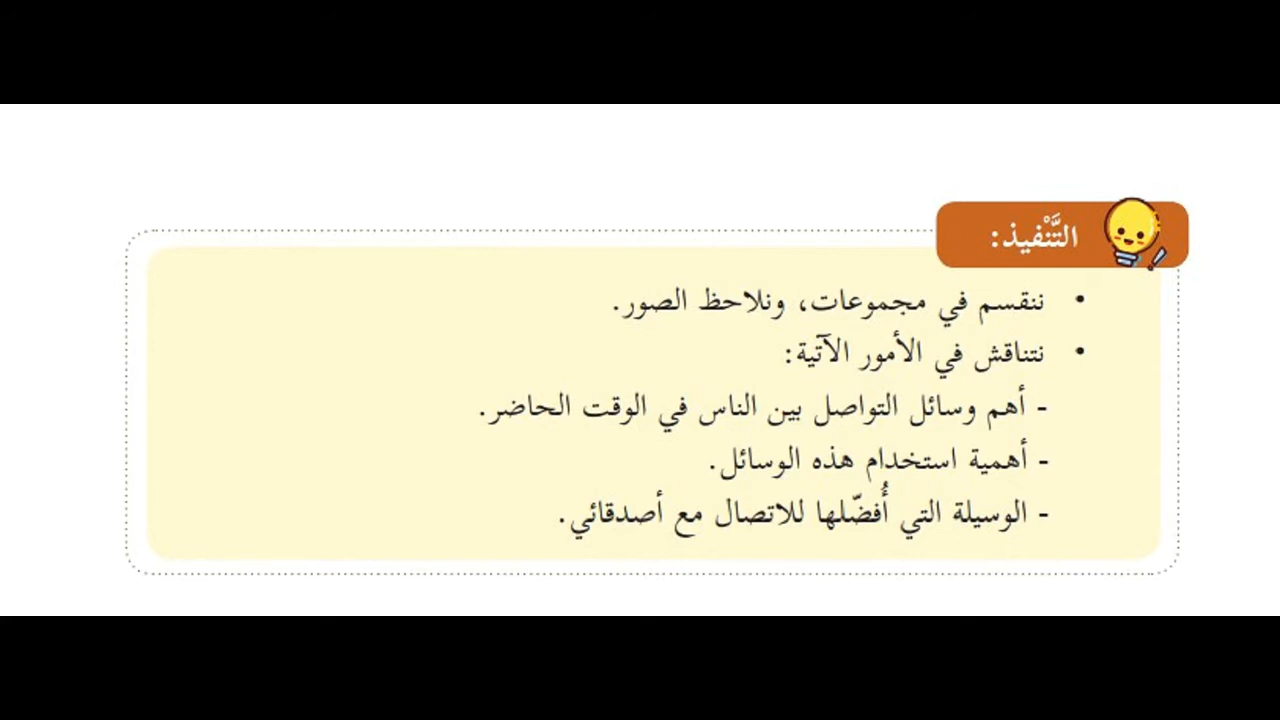 التَّنْفيذ:
• ننقسم في مجموعات، ونلاحظ الصور.
• نتناقش في الأمور الآتية:
- أهم وسائل التواصل بين الناس في الوقت الحاضر.
- أهمية استخدام هذه الوسائل.
- الوسيلة التي أُفضّلها للاتصال مع أصدقائي.